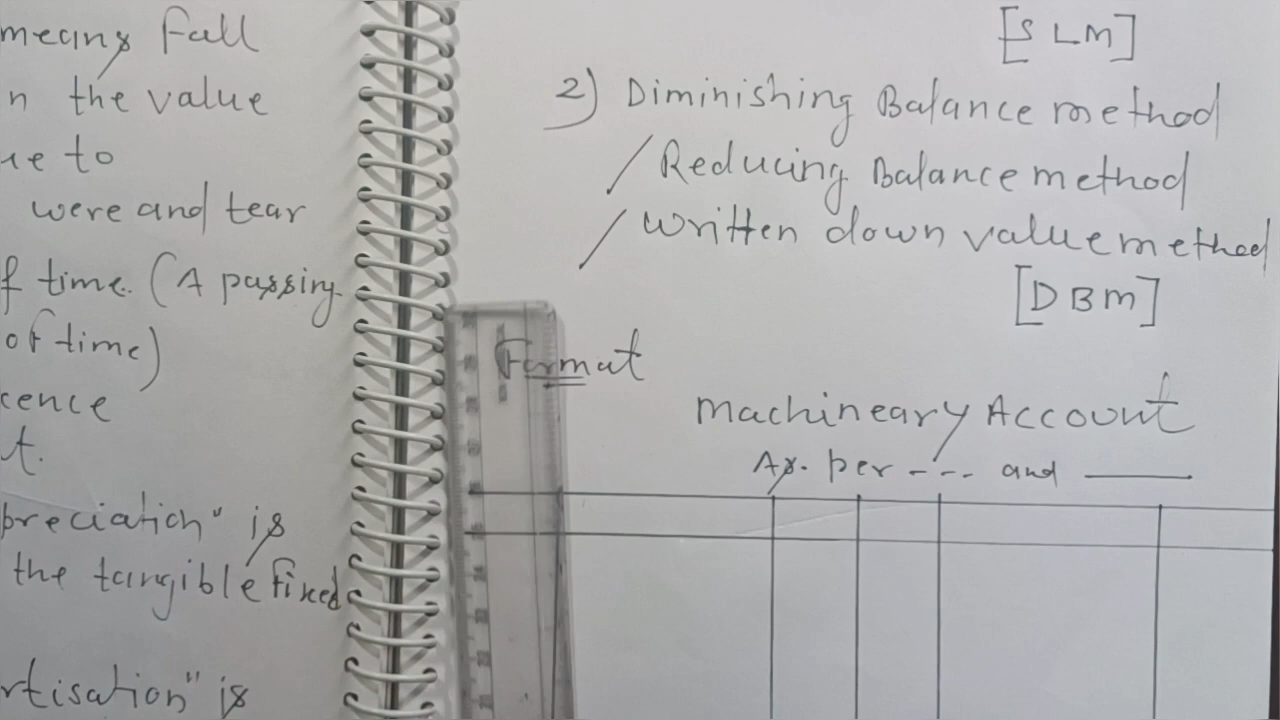 means fall
n the value
ue to
were and tear
f time. (A passing
of time)
cence
t.
preciation" is
the tangible fixed
rtisation" is
[SLM]
2) Diminishing Balance method
/ Reducing Balance method
/ written down value method
[DBM]
Format
Machineary Account
As. per --- and ———